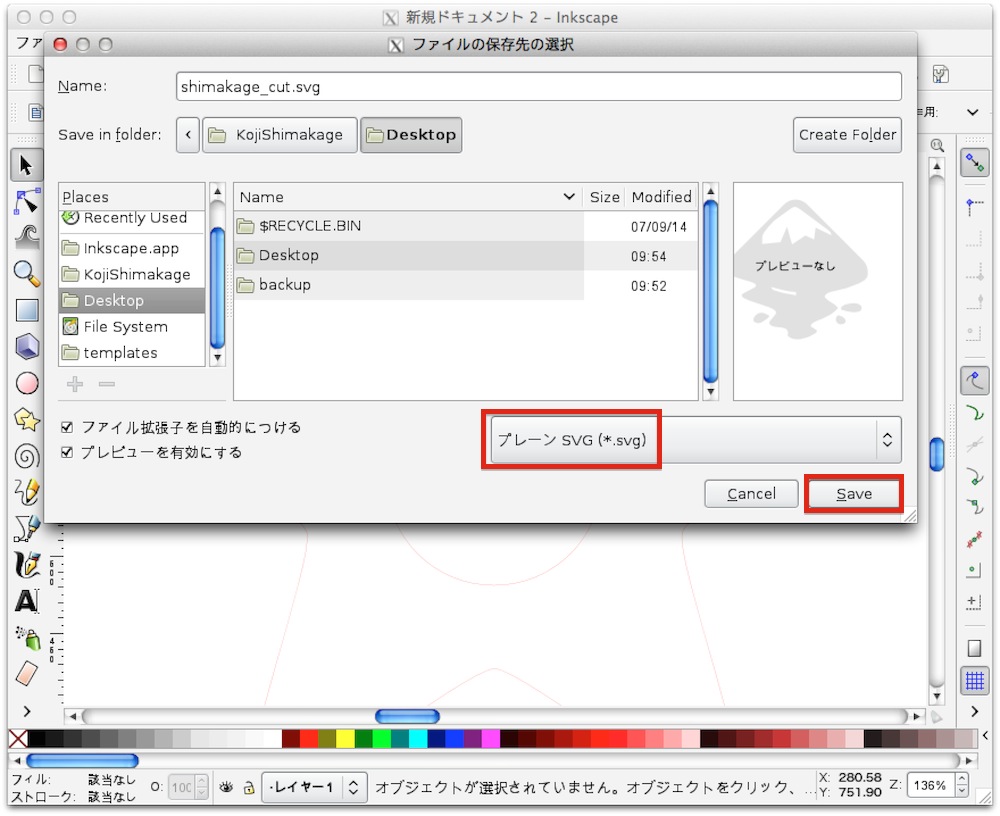 新規ドキュメント 2 – Inkscape
ファ
ファイルの保存先の選択
Name:
shimakage_cut.svg
Save in folder:
KojiShimakage
Desktop
Create Folder
用:
Places
Recently Used
Inkscape.app
KojiShimakage
Desktop
File System
templates
Name
Size
Modified
$RECYCLE.BIN
07/09/14
Desktop
09:54
backup
09:52
プレビューなし
ファイル拡張子を自動的につける
プレビューを有効にする
プレーン SVG (*.svg)
Cancel
Save
フィル: 該当なし
ストローク: 該当なし
O:
100
·レイヤー 1
オブジェクトが選択されていません。オブジェクトをクリック、...
X: 280.58
Y: 751.90
Z:
136%